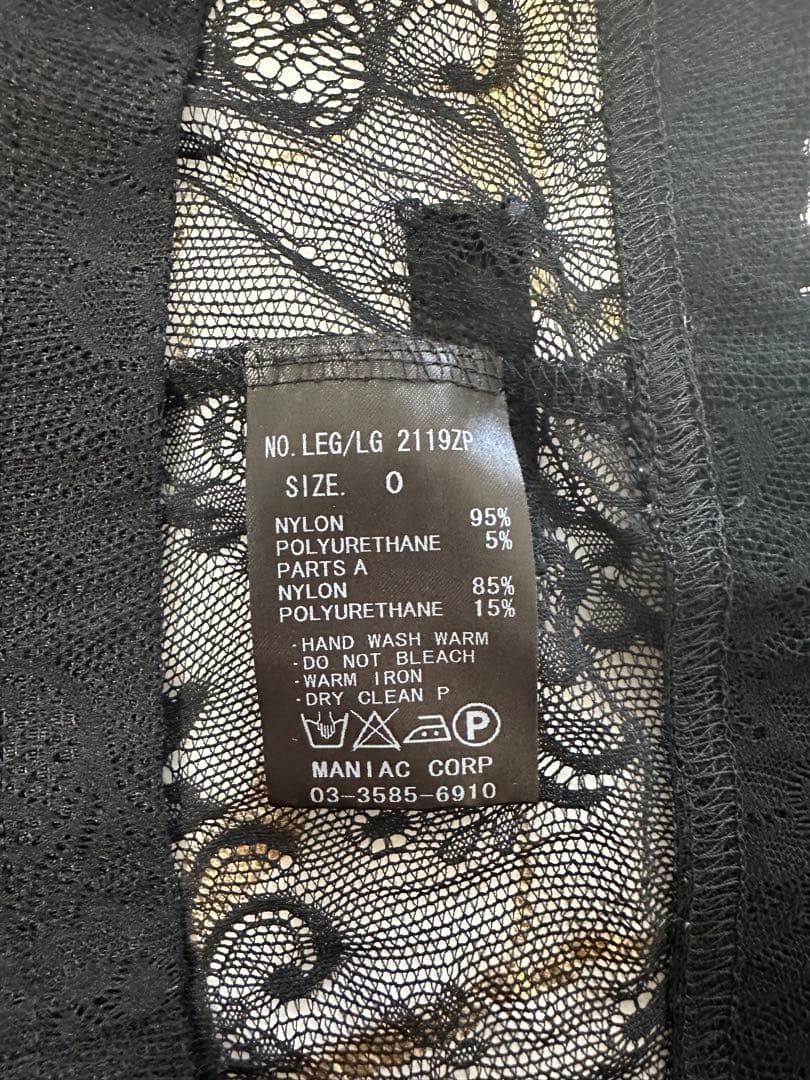 NO. LEG/LG 2119ZP
SIZE. 0
NYLON 95%
POLYURETHANE 5%
PARTS A
NYLON 85%
POLYURETHANE 15%
·HAND WASH WARM
·DO NOT BLEACH
·WARM IRON
·DRY CLEAN P
P
MANIAC CORP
03-3585-6910